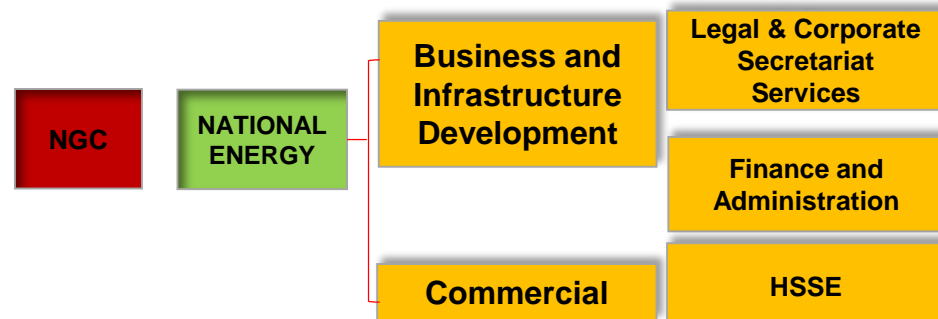 NGC
NATIONAL
ENERGY
Business and
Infrastructure
Development
Commercial
Legal & Corporate
Secretariat
Services
Finance and
Administration
HSSE